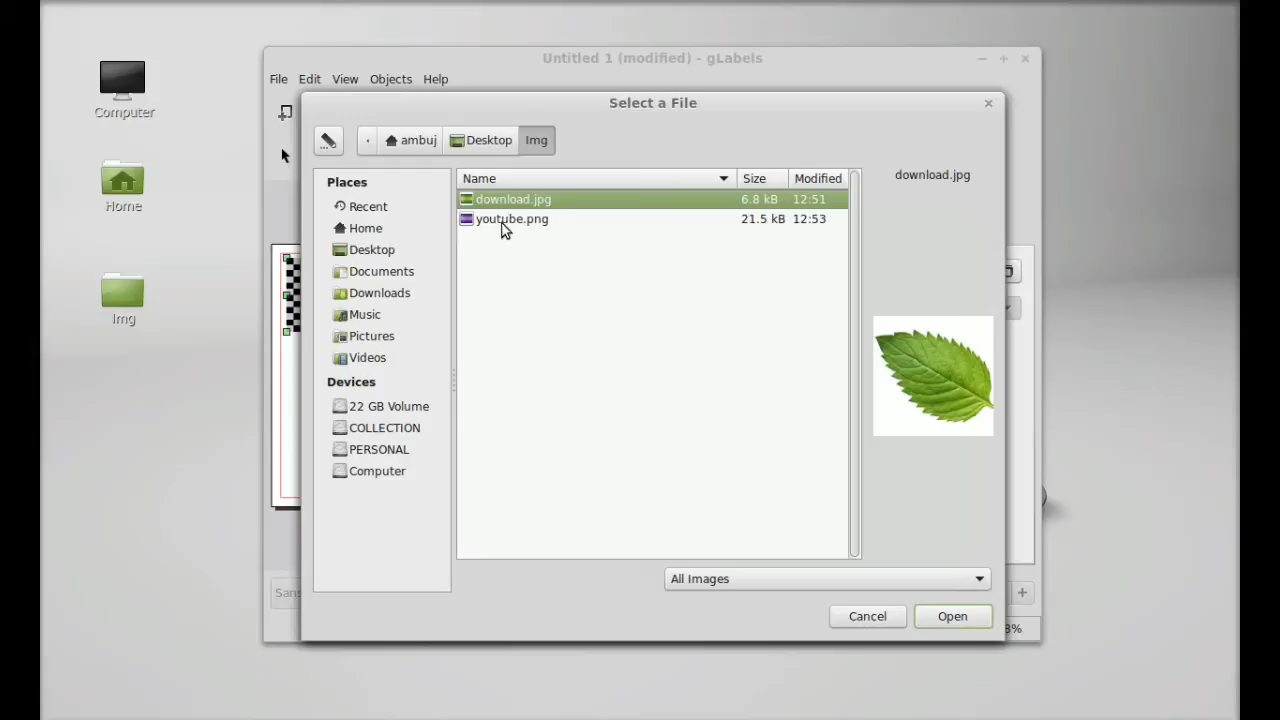 Computer
Home
Img
Untitled 1 (modified) - gLabels
File Edit View Objects Help
Select a File
ambuj Desktop Img
Places
Recent
Home
Desktop
Documents
Downloads
Music
Pictures
Videos
Devices
22 GB Volume
COLLECTION
PERSONAL
Computer
Name Size Modified
download.jpg 6.8 kB 12:51
youtube.png 21.5 kB 12:53
download.jpg
All Images
Cancel Open
Sans
8%